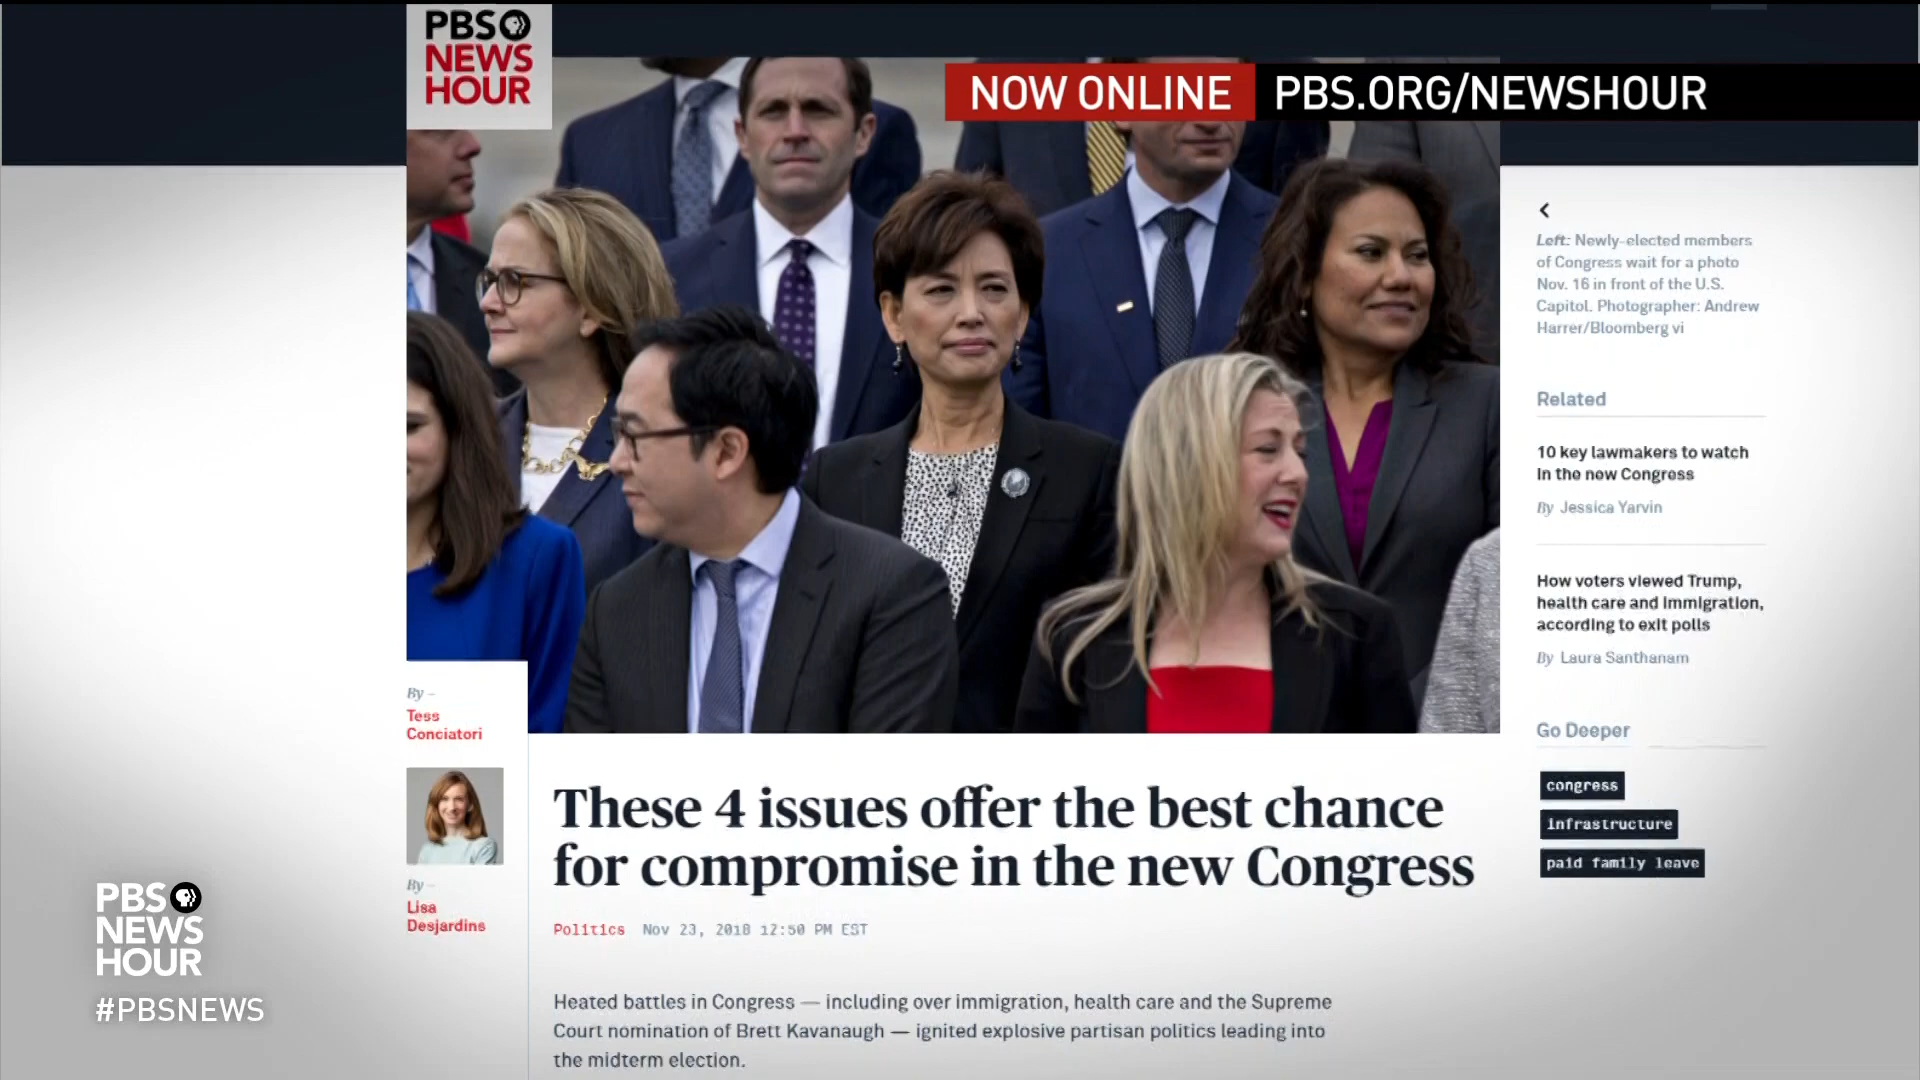 PBS
NEWS
HOUR
NOW ONLINE
PBS.ORG/NEWSHOUR
Left: Newly-elected members
of Congress wait for a photo
Nov. 16 in front of the U.S.
Capitol. Photographer: Andrew
Harrer/Bloomberg vi
Related
10 key lawmakers to watch
in the new Congress
By Jessica Yarvin
How voters viewed Trump,
health care and immigration,
according to exit polls
By Laura Santhanam
Go Deeper
congress
infrastructure
paid family leave
By –
Tess
Conciatori
By –
Lisa
Desjardins
These 4 issues offer the best chance
for compromise in the new Congress
Politics Nov 23, 2018 12:50 PM EST
Heated battles in Congress — including over immigration, health care and the Supreme
Court nomination of Brett Kavanaugh — ignited explosive partisan politics leading into
the midterm election.
PBS
NEWS
HOUR
#PBSNEWS